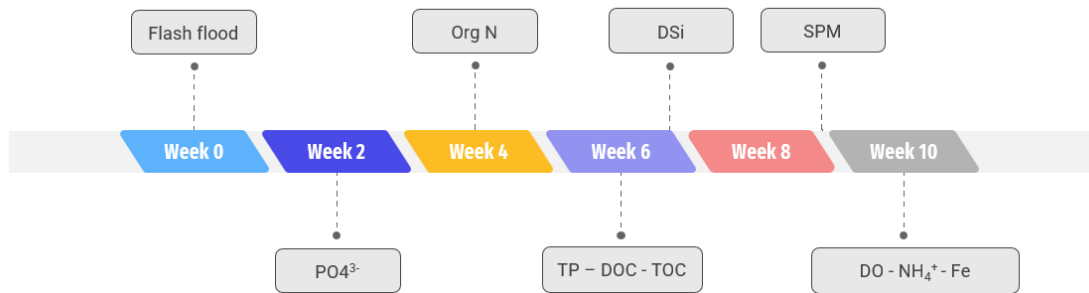 Flash flood
Org N
DSi
SPM
Week 0
Week 2
Week 4
Week 6
Week 8
Week 10
PO4³⁻
TP – DOC - TOC
DO - NH₄⁺ - Fe